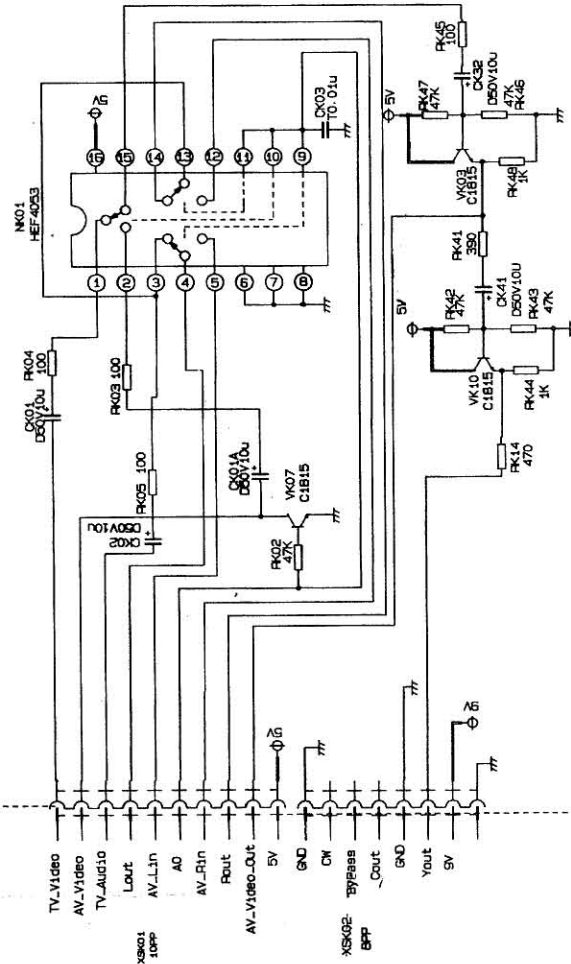 RK45
100
5V
RK47
47K
CK32
D50V10u
47K
RK46
VK03
C1815
RK48
1K
CK03
TO.01u
NK01
HEF4053
5V
16
15
14
13
12
11
10
9
1
2
3
4
5
6
7
8
RK41
390
5V
RK42
47K
CK41
D50V10U
RK43
47K
VK10
C1815
RK44
1K
RK14
470
RK04
100
CK01
D50V10u
RK03 100
RK05 100
CK02
D50V10u
CK01A
D50V10u
VK07
C1815
RK02
47K
5V
9V
TV_Video
AV_Video
TV_Audio
Lout
AV_Lin
A0
AV_Rin
Rout
AV_Video_Out
5V
GND
CW
ByPass
Cout
GND
Yout
9V
XSK01
10PP
XSK02
8PP